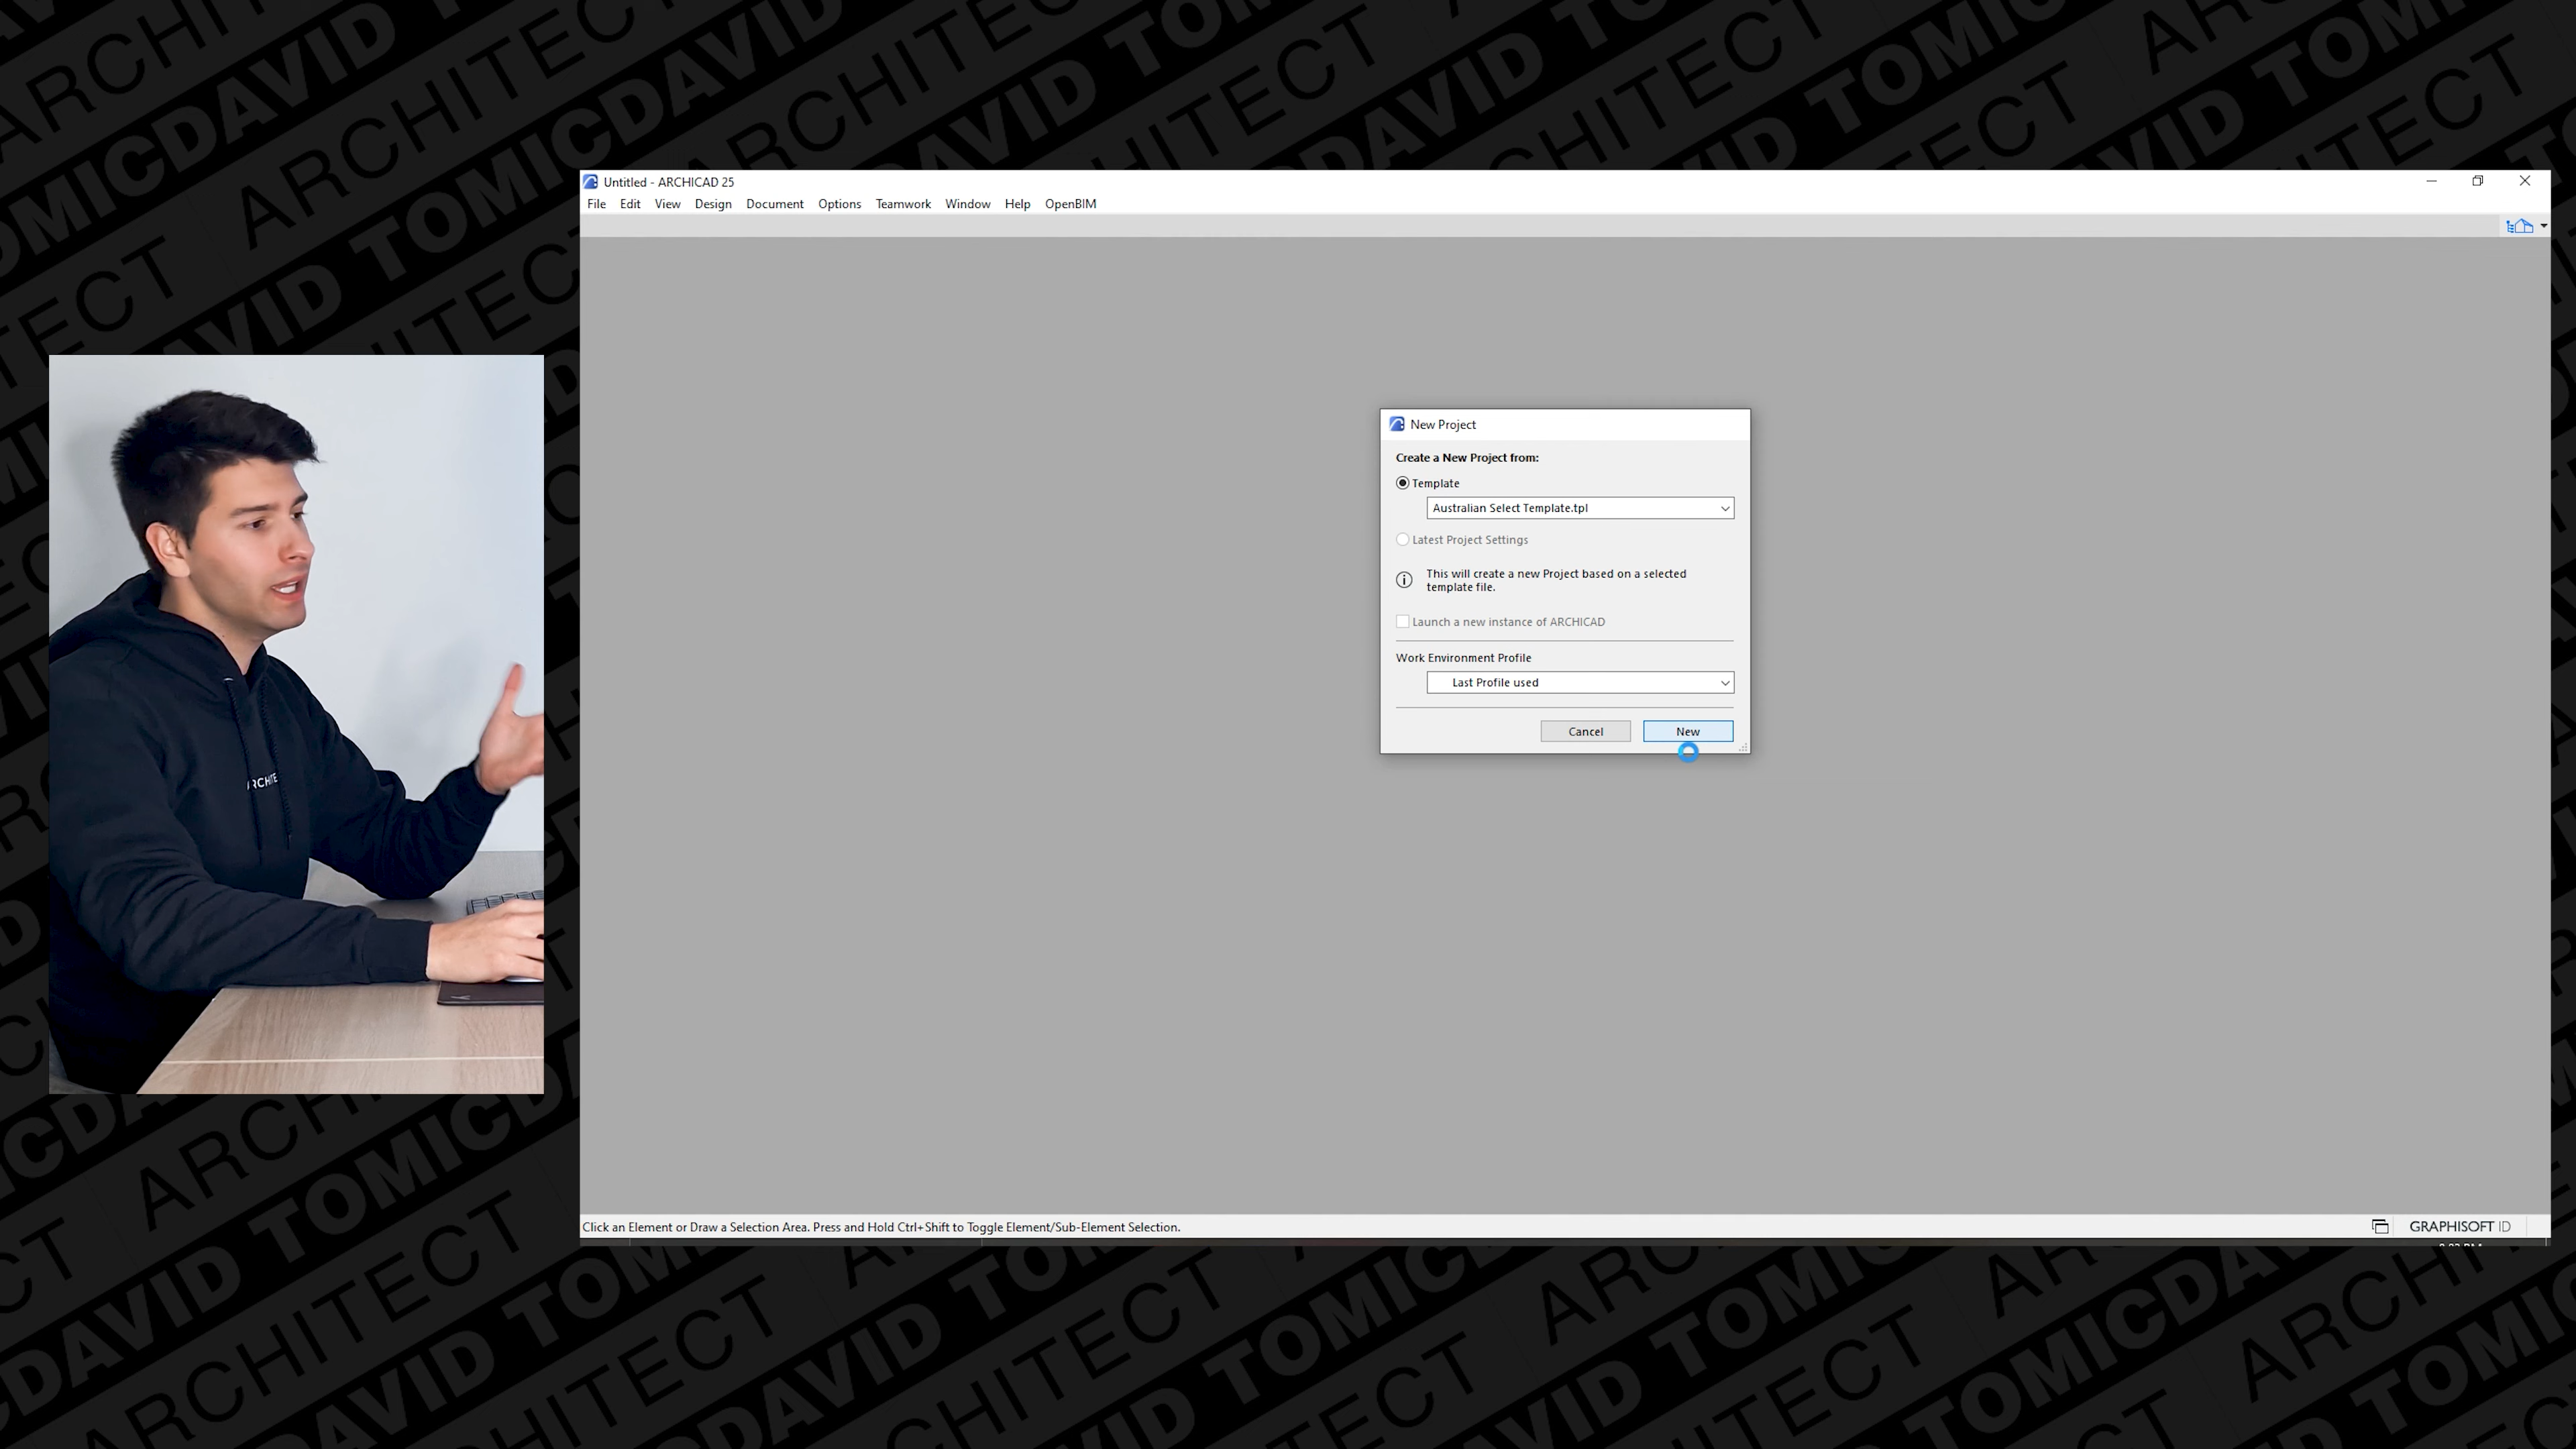 Untitled - ARCHICAD 25
File Edit View Design Document Options Teamwork Window Help OpenBIM
New Project
Create a New Project from:
Template
Australian Select Template.tpl
Latest Project Settings
This will create a new Project based on a selected
template file.
Launch a new instance of ARCHICAD
Work Environment Profile
Last Profile used
Cancel New
Click an Element or Draw a Selection Area. Press and Hold Ctrl+Shift to Toggle Element/Sub-Element Selection.
GRAPHISOFT ID
DAVID TOMIC ARCHITECT